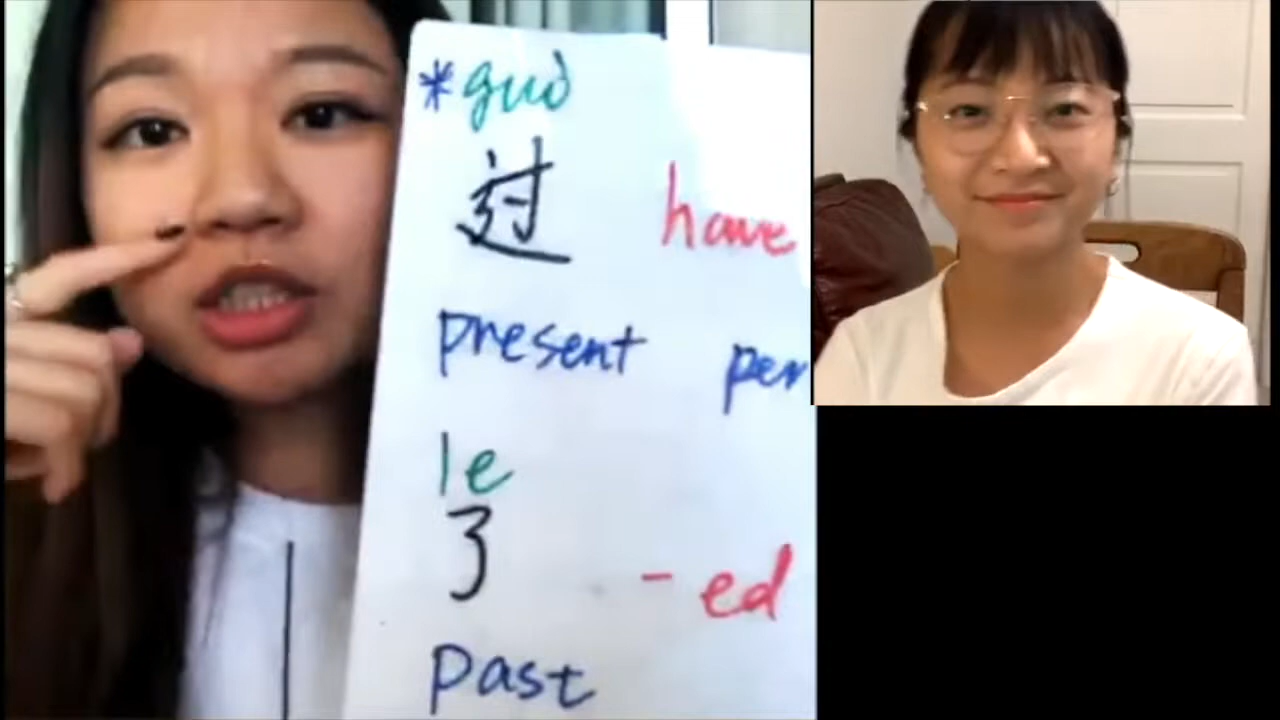 *guò
过 have
present per
le
了 -ed
past